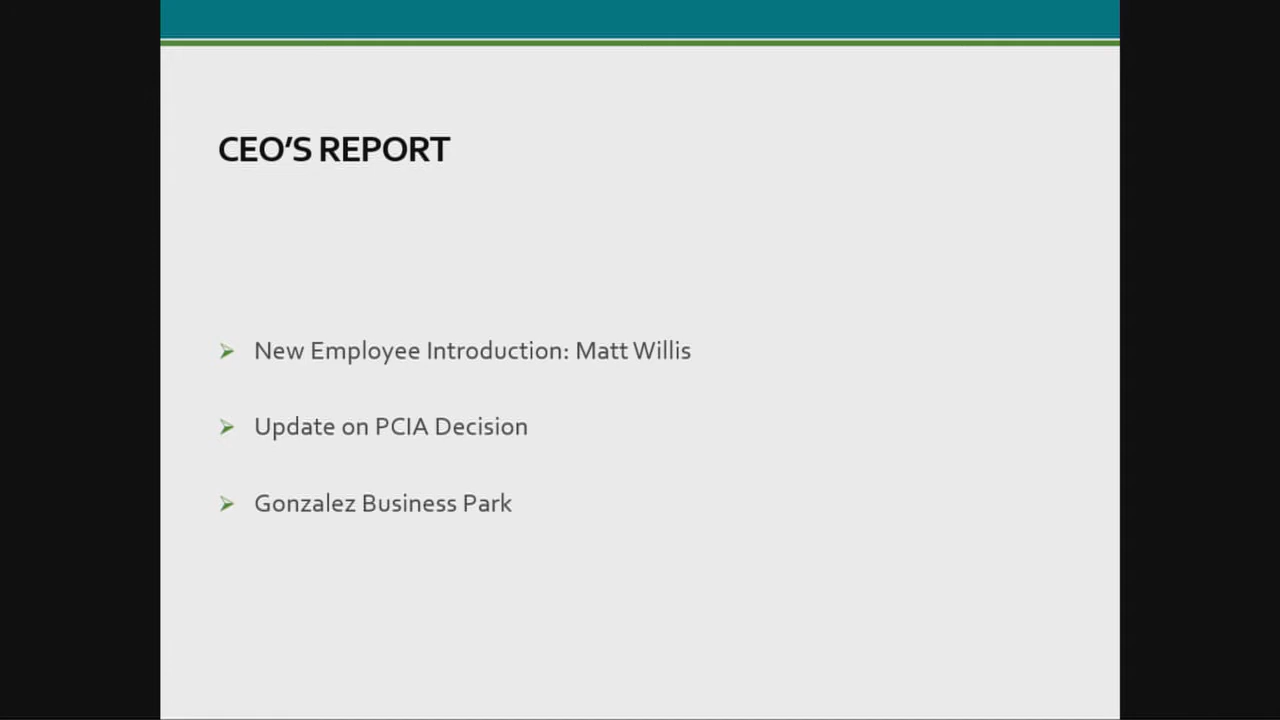 CEO’S REPORT
New Employee Introduction: Matt Willis
Update on PCIA Decision
Gonzalez Business Park